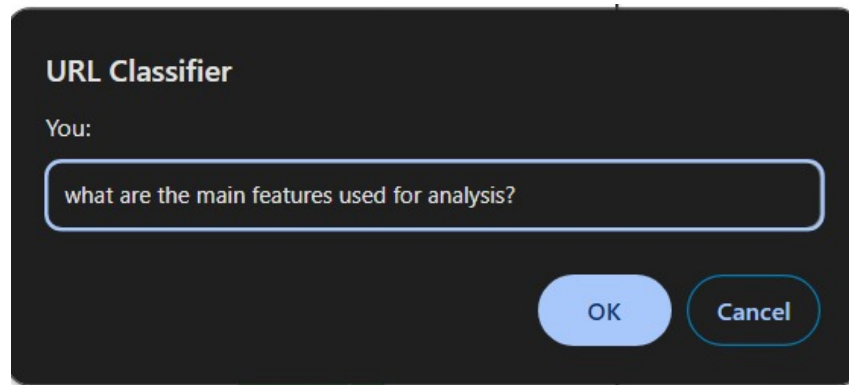 URL Classifier
You:
what are the main features used for analysis?
OK
Cancel